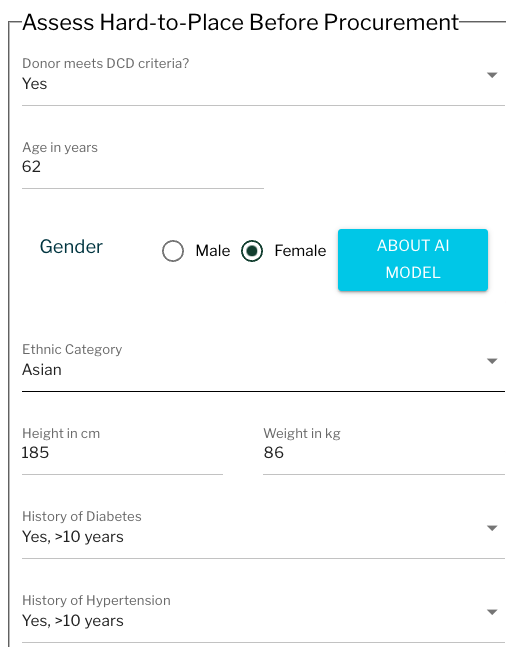 Assess Hard-to-Place Before Procurement
Donor meets DCD criteria?
Yes
Age in years
62
Gender
Male
Female
ABOUT AI
MODEL
Ethnic Category
Asian
Height in cm
185
Weight in kg
86
History of Diabetes
Yes, >10 years
History of Hypertension
Yes, >10 years